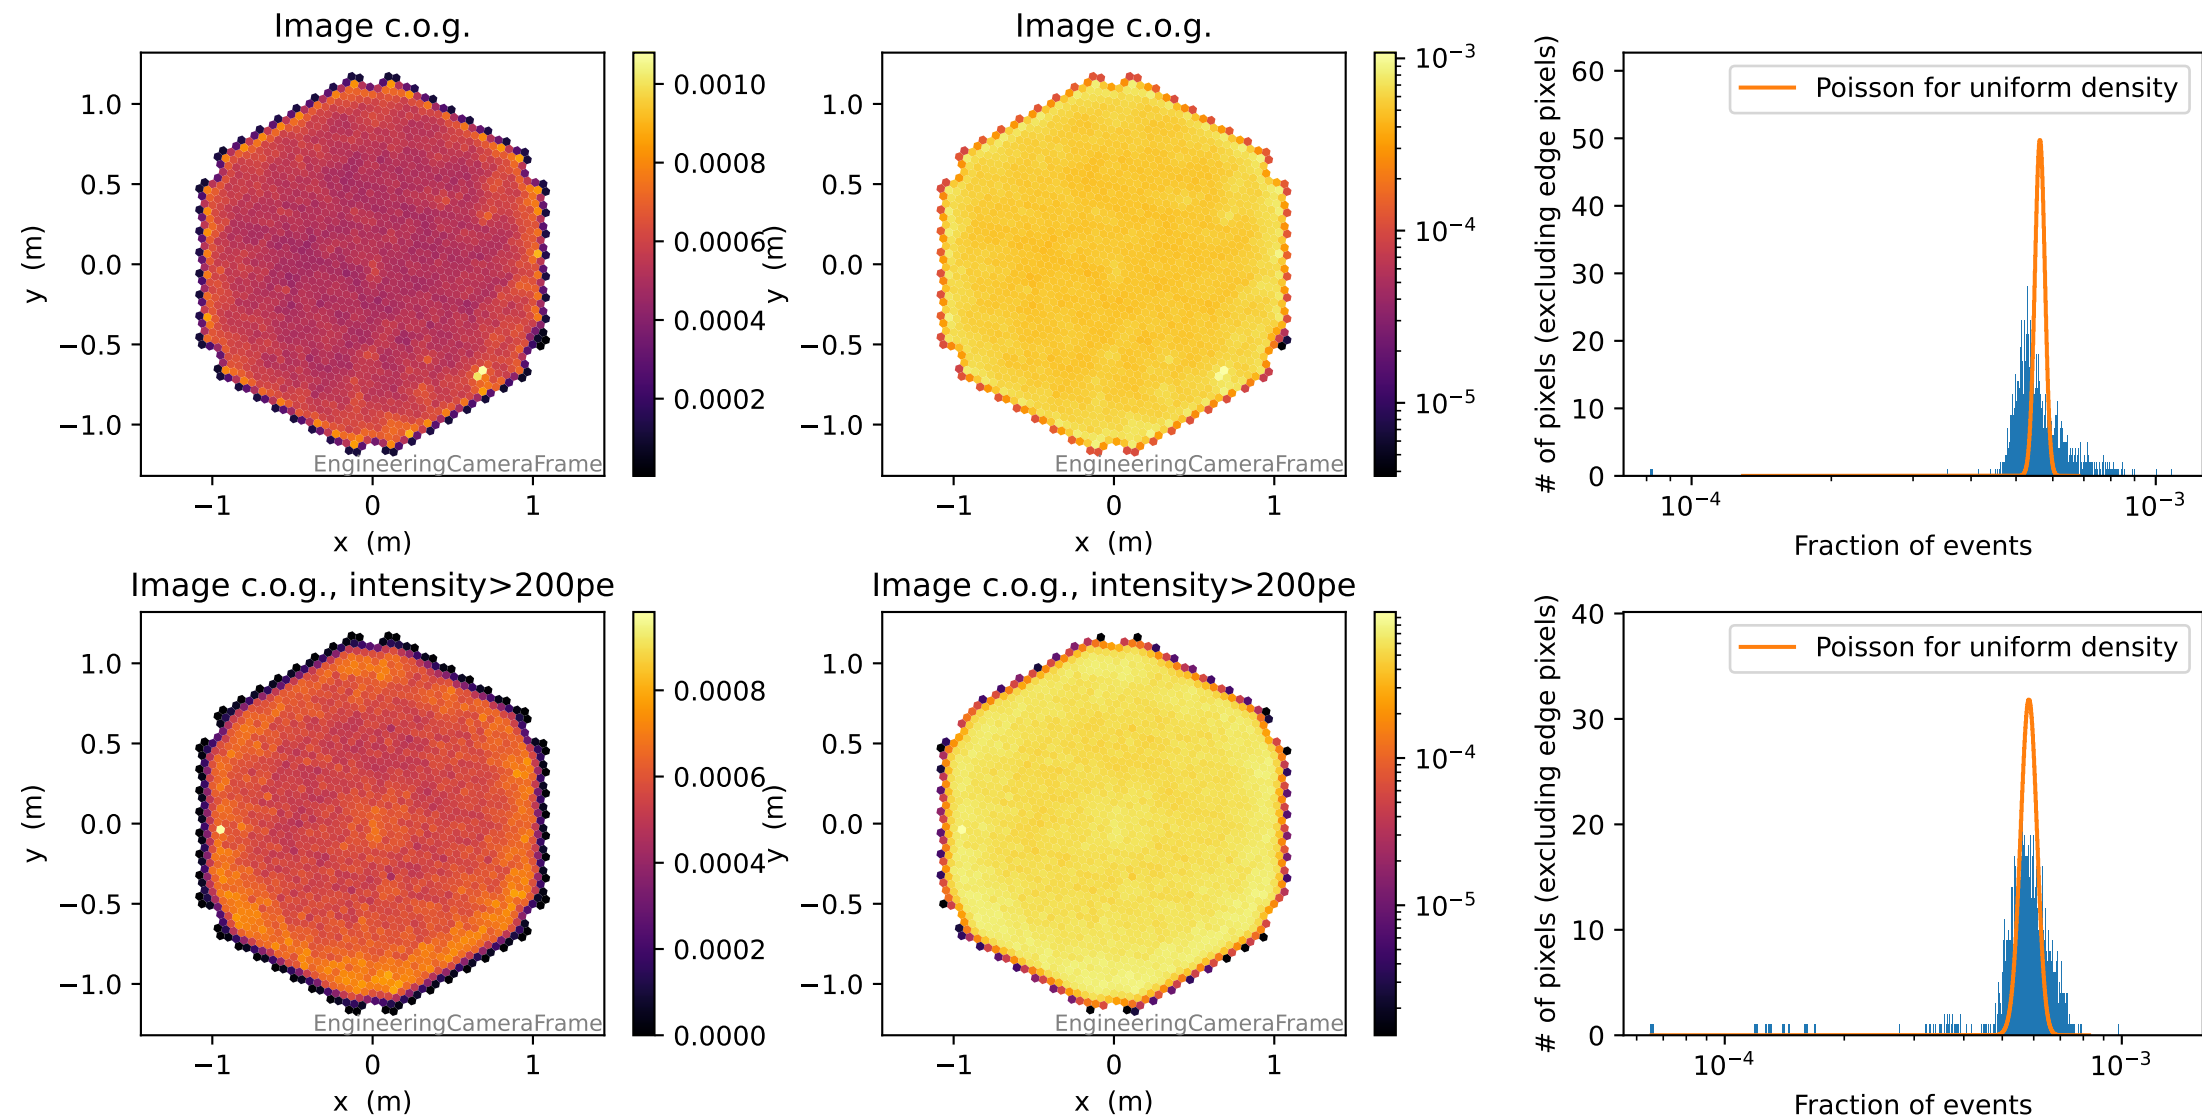 Image c.o.g.
1.0
0.5
0.0
−0.5
−1.0
y (m)
−1
0
1
x (m)
EngineeringCameraFrame
0.0010
0.0008
0.0006
0.0004
0.0002
Image c.o.g.
1.0
0.5
0.0
−0.5
−1.0
y (m)
−1
0
1
x (m)
EngineeringCameraFrame
10⁻³
10⁻⁴
10⁻⁵
# of pixels (excluding edge pixels)
60
50
40
30
20
10
0
Poisson for uniform density
10⁻⁴
10⁻³
Fraction of events
Image c.o.g., intensity>200pe
1.0
0.5
0.0
−0.5
−1.0
y (m)
−1
0
1
x (m)
EngineeringCameraFrame
0.0008
0.0006
0.0004
0.0002
0.0000
Image c.o.g., intensity>200pe
1.0
0.5
0.0
−0.5
−1.0
y (m)
−1
0
1
x (m)
EngineeringCameraFrame
10⁻⁴
10⁻⁵
# of pixels (excluding edge pixels)
40
30
20
10
0
Poisson for uniform density
10⁻⁴
10⁻³
Fraction of events